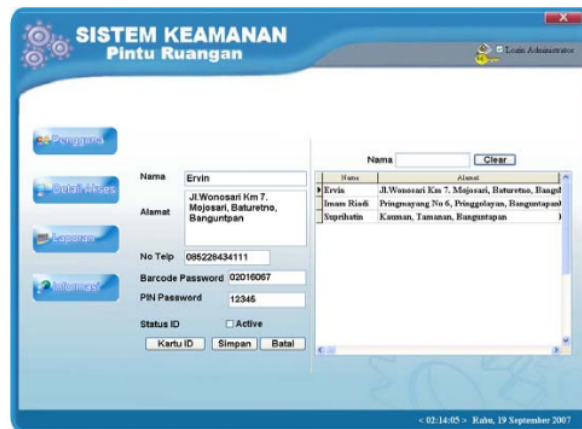 SISTEM KEAMANAN
Pintu Ruangan
Login Administrator
Pengguna
Detail Akses
Laporan
Informasi
Nama Ervin
Alamat Jl.Wonosari Km 7,
Mojosari, Baturetno,
Banguntpan
No Telp 085228434111
Barcode Password 02016067
PIN Password 12345
Status ID Active
Kartu ID Simpan Batal
Nama Clear
Nama Alamat
Ervin Jl.Wonosari Km 7, Mojosari, Baturetno, Bangu
Imam Riadi Pringmayang No 6, Pringgolayan, Banguntapan
Suprihatin Kauman, Tamanan, Banguntapan
< 02:14:05 > Rabu, 19 September 2007